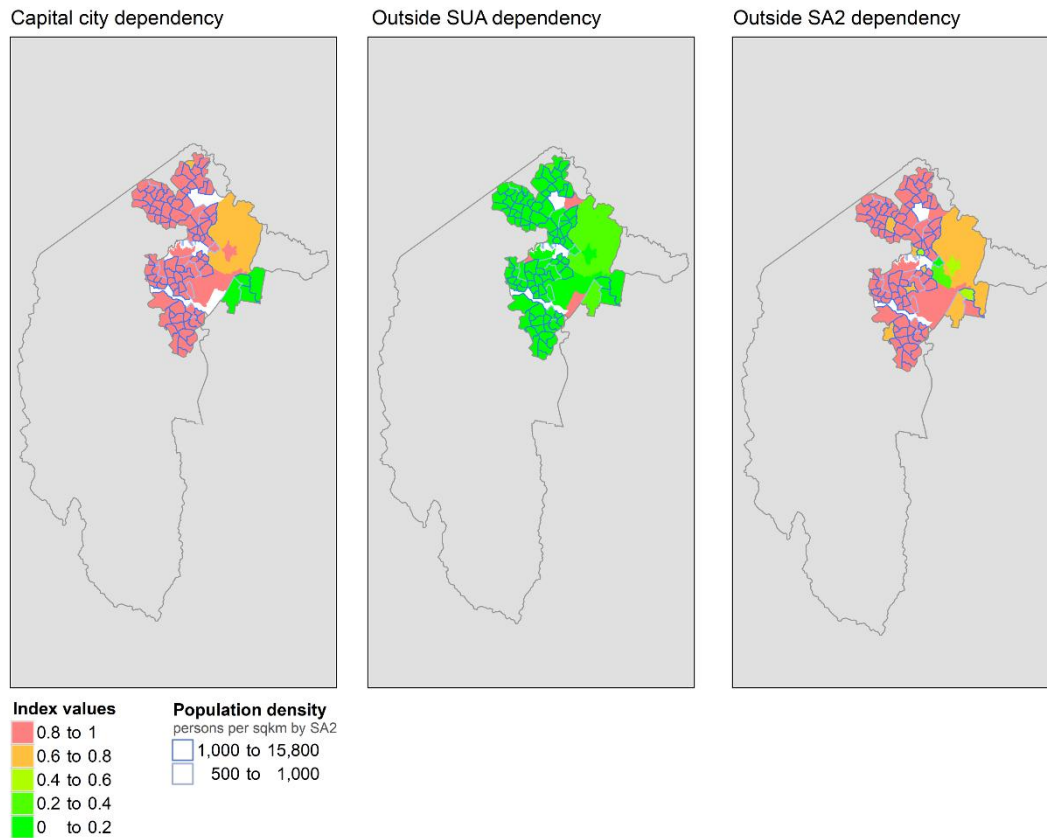 Capital city dependency
Outside SUA dependency
Outside SA2 dependency
Index values
0.8 to 1
0.6 to 0.8
0.4 to 0.6
0.2 to 0.4
0 to 0.2
Population density
persons per sqkm by SA2
1,000 to 15,800
500 to 1,000